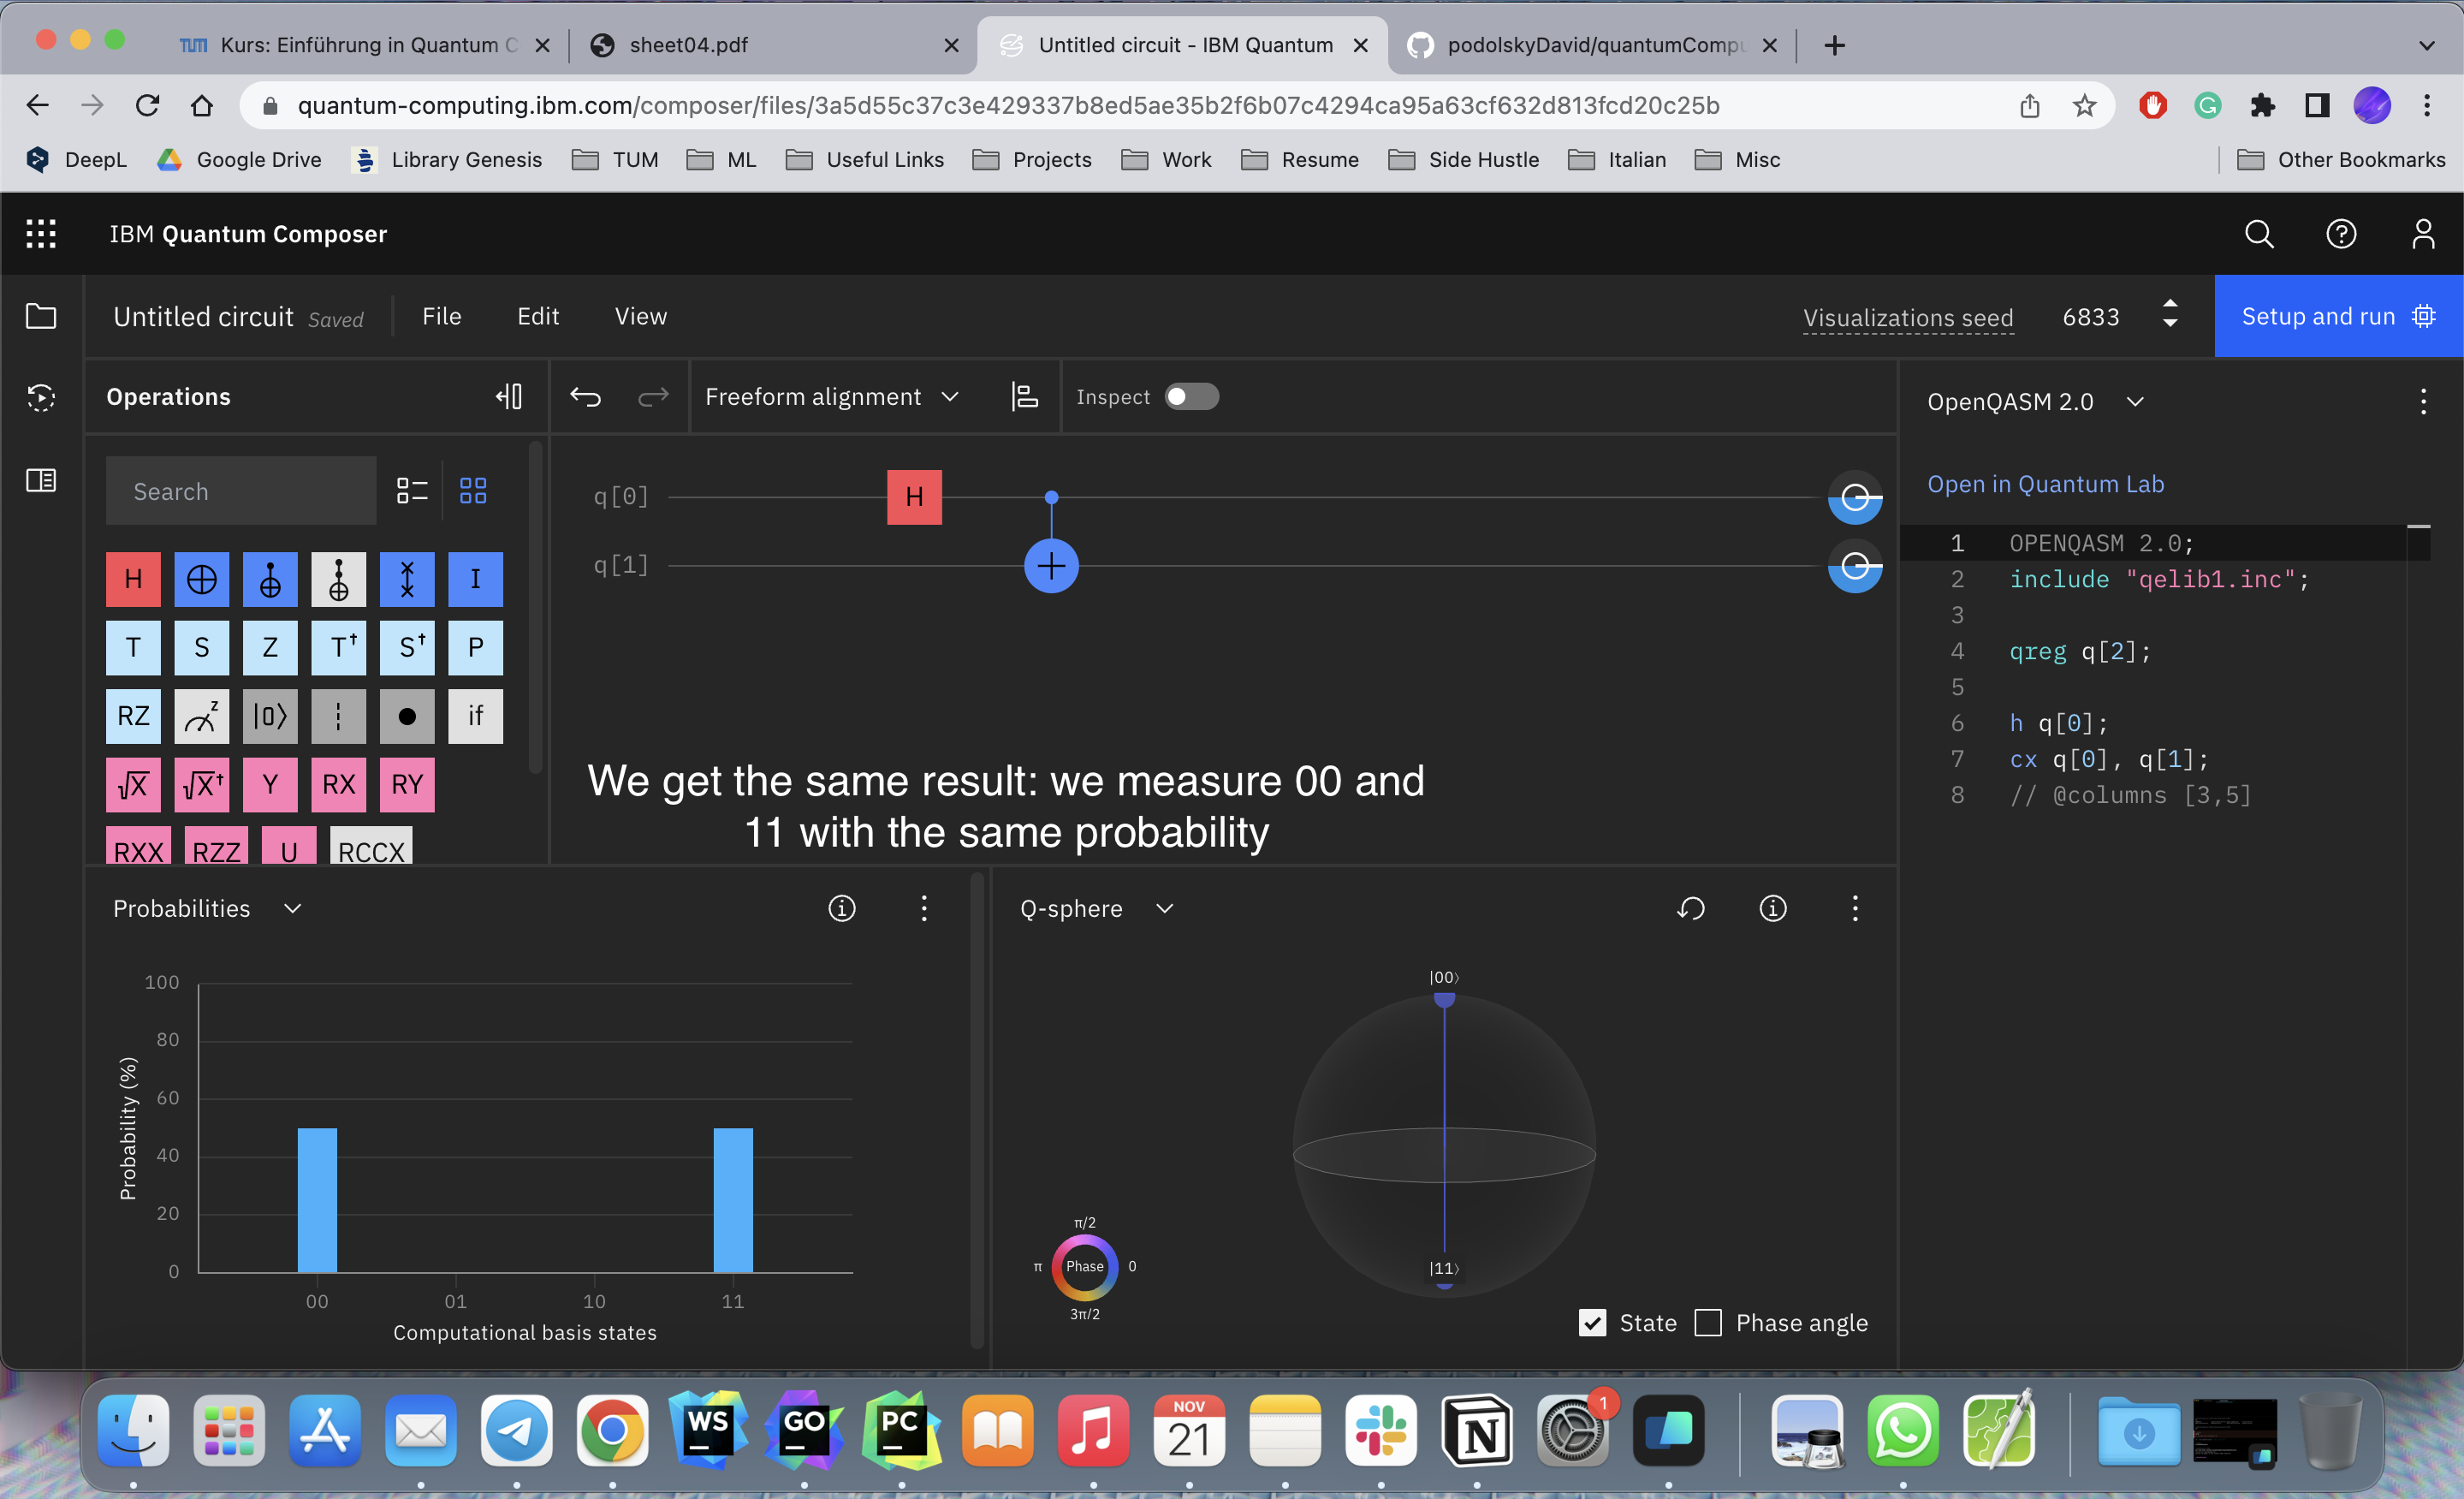 Kurs: Einführung in Quantum C
sheet04.pdf
Untitled circuit - IBM Quantum
podolskyDavid/quantumCompu
quantum-computing.ibm.com/composer/files/3a5d55c37c3e429337b8ed5ae35b2f6b07c4294ca95a63cf632d813fcd20c25b
DeepL Google Drive Library Genesis TUM ML Useful Links Projects Work Resume Side Hustle Italian Misc Other Bookmarks
IBM Quantum Composer
Untitled circuit Saved File Edit View Visualizations seed 6833 Setup and run
Operations Freeform alignment Inspect
OpenQASM 2.0
Search
Open in Quantum Lab
q[0] H
q[1]
H I
T S Z T† S† P
RZ z |0⟩ if
√X √X† Y RX RY
RXX RZZ U RCCX
1 OPENQASM 2.0;
2 include "qelib1.inc";
3
4 qreg q[2];
5
6 h q[0];
7 cx q[0], q[1];
8 // @columns [3,5]
We get the same result: we measure 00 and
11 with the same probability
Probabilities
100
80
60
40
20
0
Probability (%)
00 01 10 11
Computational basis states
Q-sphere
|00⟩
|11⟩
π/2
π Phase 0
3π/2
State Phase angle
WS GO PC NOV 21 1